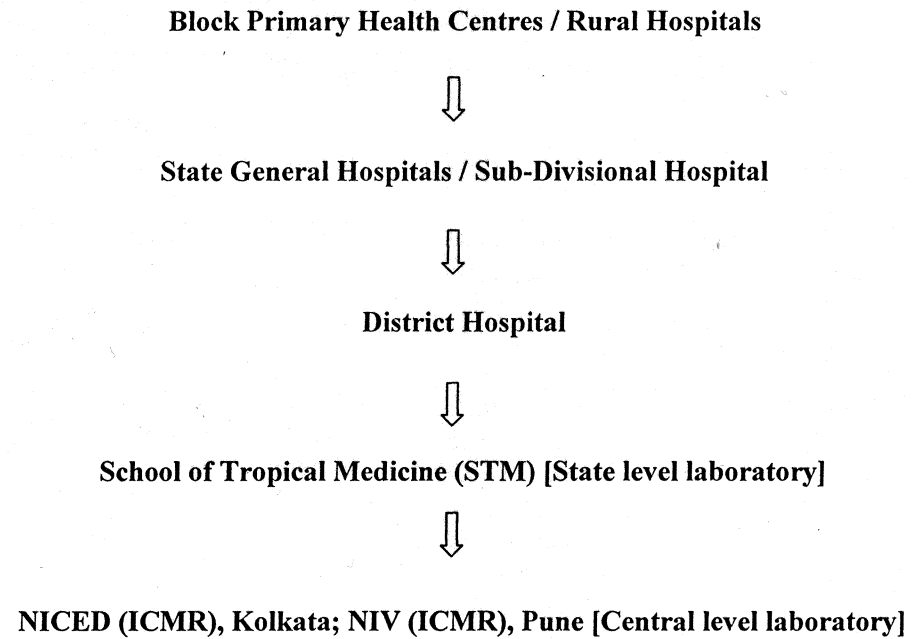 Block Primary Health Centres / Rural Hospitals
State General Hospitals / Sub-Divisional Hospital
District Hospital
School of Tropical Medicine (STM) [State level laboratory]
NICED (ICMR), Kolkata; NIV (ICMR), Pune [Central level laboratory]